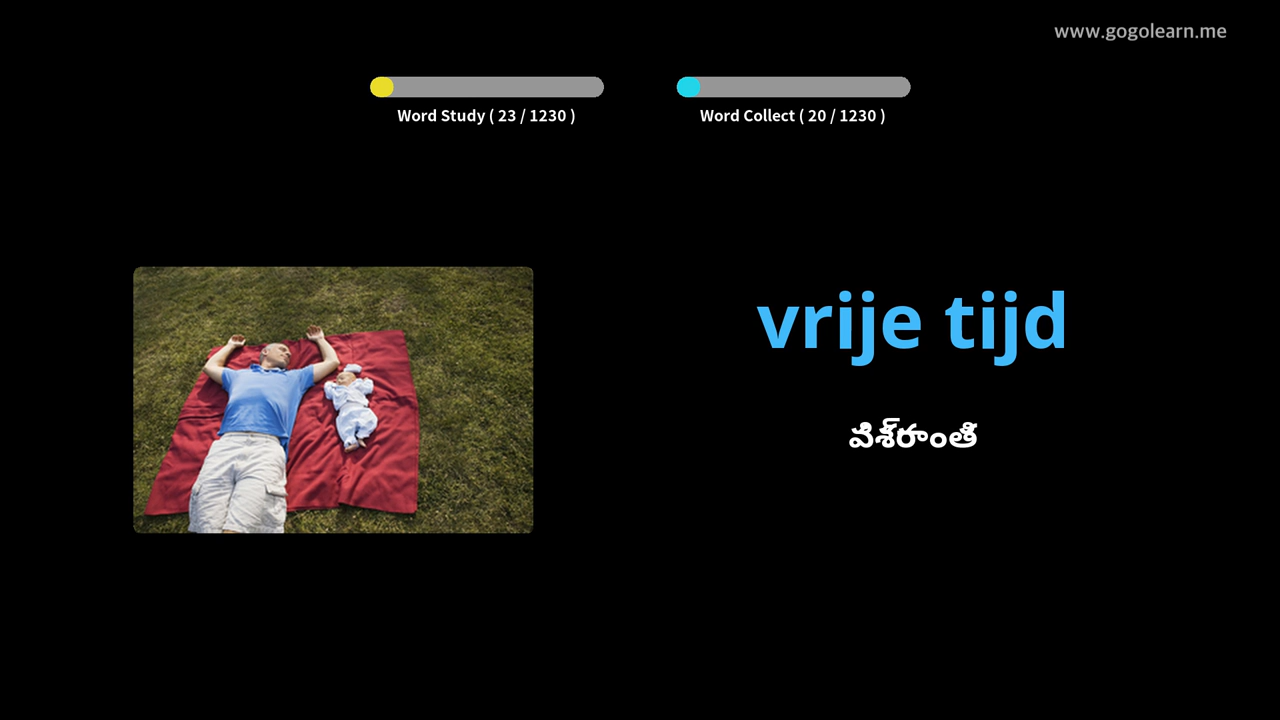 www.gogolearn.me
Word Study ( 23 / 1230 )
Word Collect ( 20 / 1230 )
vrije tijd
విశ్రాంతి